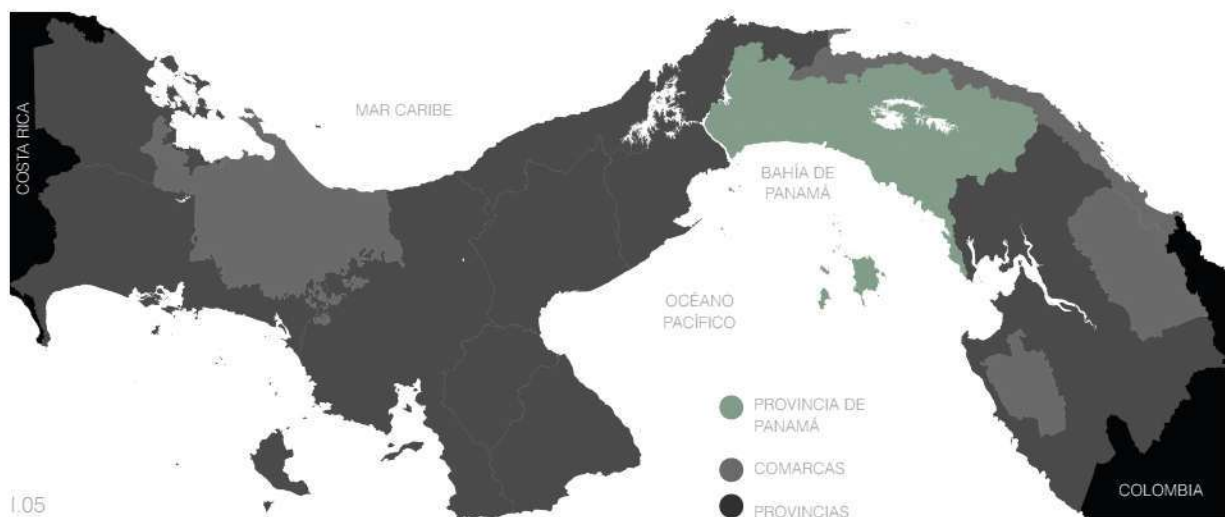 COSTA RICA
MAR CARIBE
BAHÍA DE
PANAMÁ
OCÉANO
PACÍFICO
PROVINCIA DE
PANAMÁ
COMARCAS
PROVINCIAS
COLOMBIA
I.05